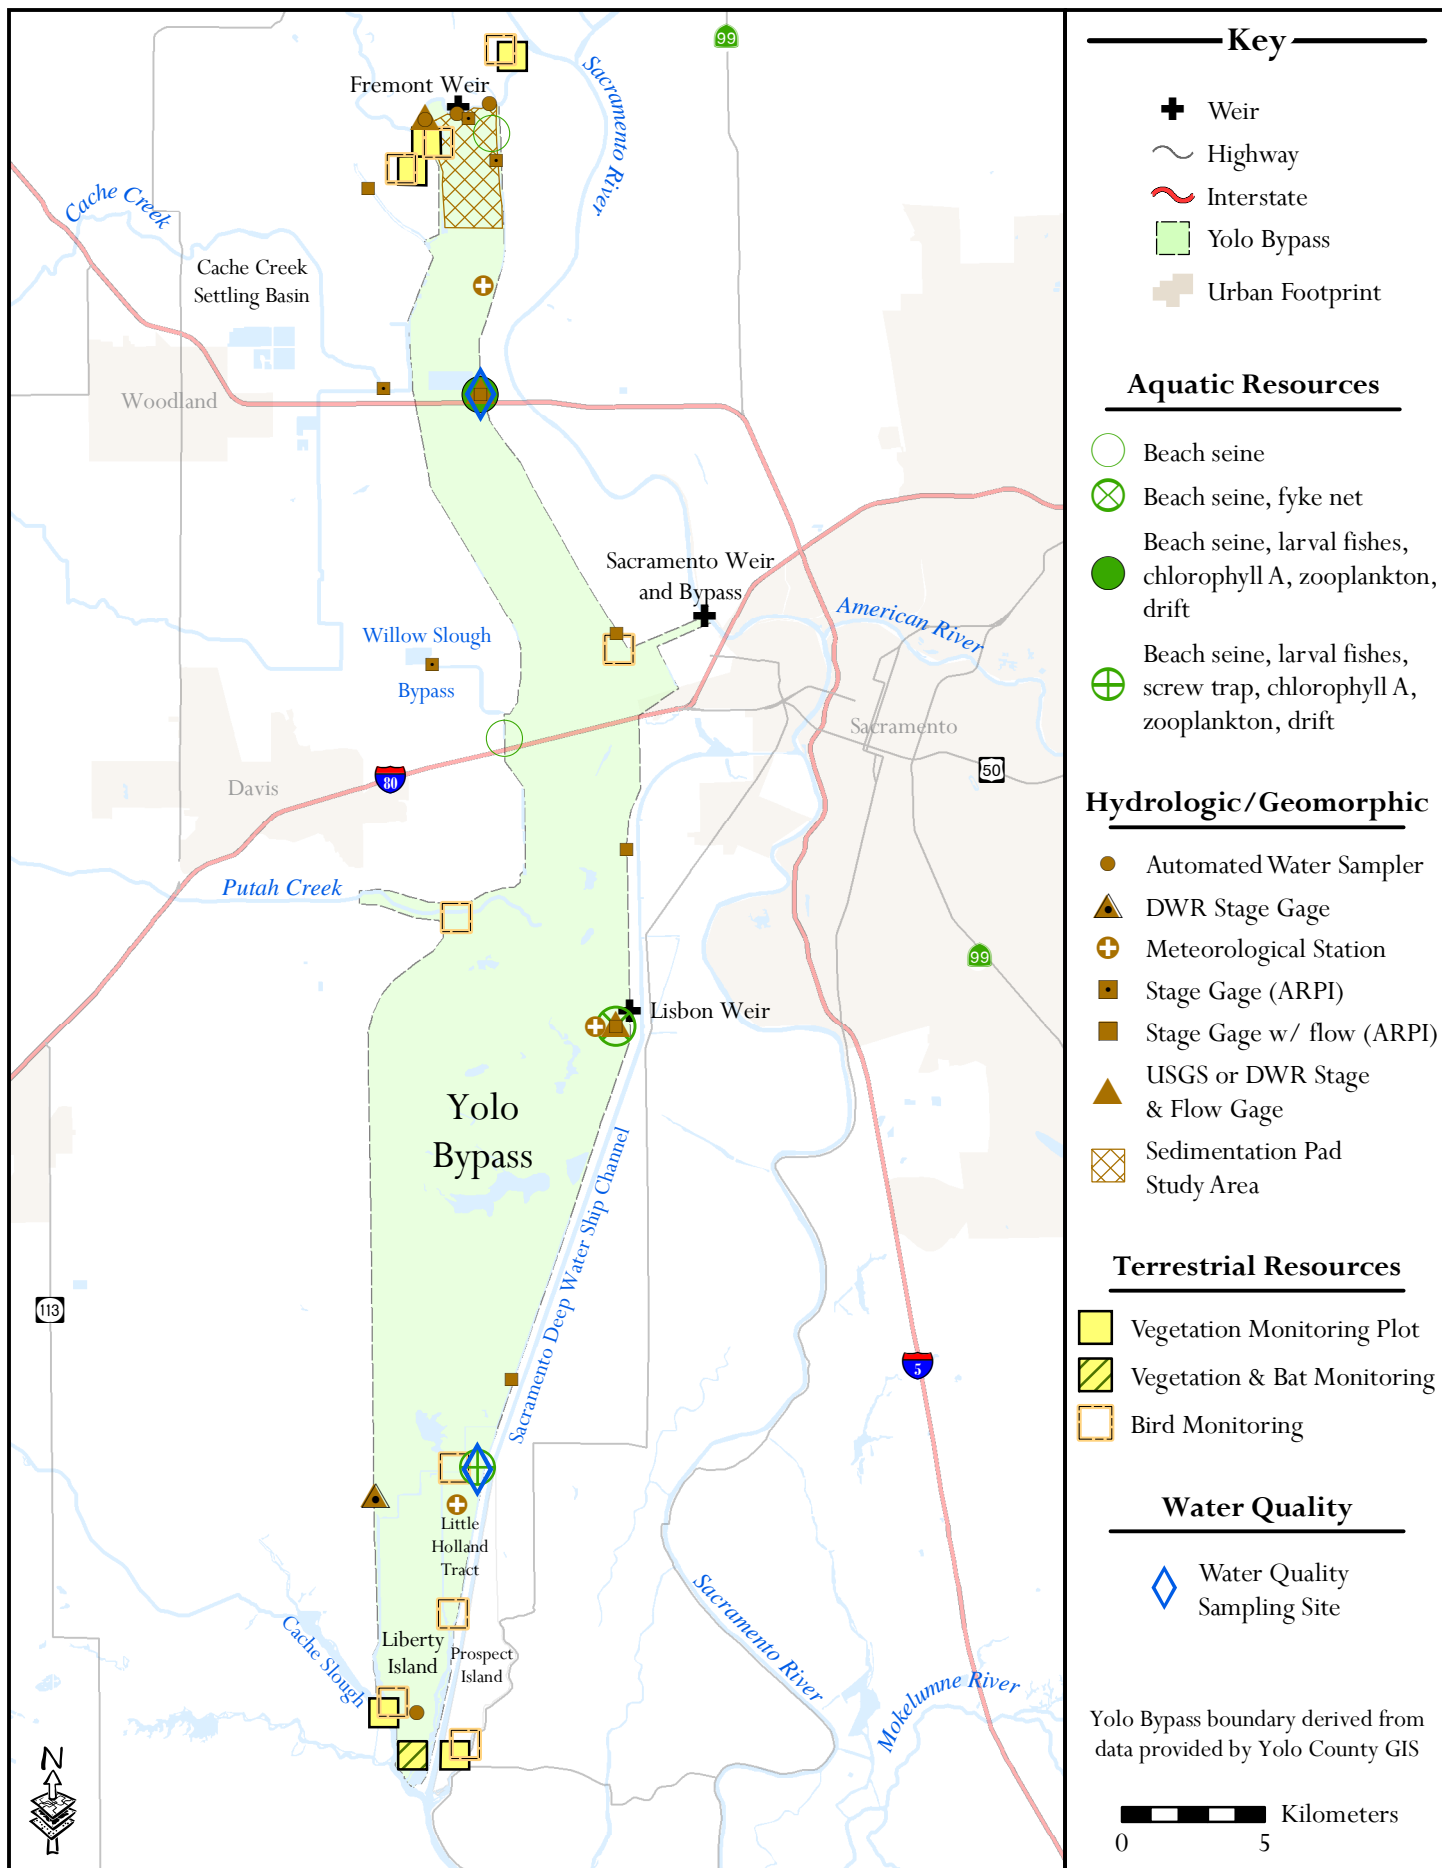 99
Fremont Weir
Sacramento River
Cache Creek
Cache Creek
Settling Basin
Woodland
Sacramento Weir
and Bypass
American River
Willow Slough
Bypass
Sacramento
50
Davis
80
Putah Creek
99
Lisbon Weir
Yolo
Bypass
Sacramento Deep Water Ship Channel
113
5
Little
Holland
Tract
Sacramento River
Cache Slough
Liberty
Island
Prospect
Island
Mokelumne River
N
Key
Weir
Highway
Interstate
Yolo Bypass
Urban Footprint
Aquatic Resources
Beach seine
Beach seine, fyke net
Beach seine, larval fishes,
chlorophyll A, zooplankton,
drift
Beach seine, larval fishes,
screw trap, chlorophyll A,
zooplankton, drift
Hydrologic/Geomorphic
Automated Water Sampler
DWR Stage Gage
Meteorological Station
Stage Gage (ARPI)
Stage Gage w/ flow (ARPI)
USGS or DWR Stage
& Flow Gage
Sedimentation Pad
Study Area
Terrestrial Resources
Vegetation Monitoring Plot
Vegetation & Bat Monitoring
Bird Monitoring
Water Quality
Water Quality
Sampling Site
Yolo Bypass boundary derived from
data provided by Yolo County GIS
Kilometers
0 5